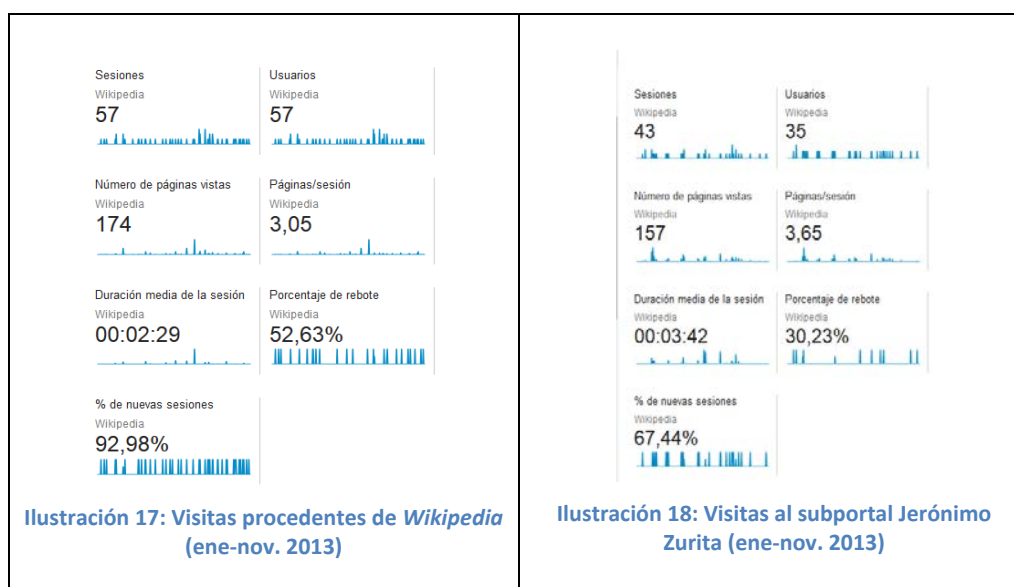 Sesiones
Wikipedia
57
Usuarios
Wikipedia
57
Número de páginas vistas
Wikipedia
174
Páginas/sesión
Wikipedia
3,05
Duración media de la sesión
Wikipedia
00:02:29
Porcentaje de rebote
Wikipedia
52,63%
% de nuevas sesiones
Wikipedia
92,98%
Ilustración 17: Visitas procedentes de Wikipedia
(ene-nov. 2013)
Sesiones
Wikipedia
43
Usuarios
Wikipedia
35
Número de páginas vistas
Wikipedia
157
Páginas/sesión
Wikipedia
3,65
Duración media de la sesión
Wikipedia
00:03:42
Porcentaje de rebote
Wikipedia
30,23%
% de nuevas sesiones
Wikipedia
67,44%
Ilustración 18: Visitas al subportal Jerónimo
Zurita (ene-nov. 2013)